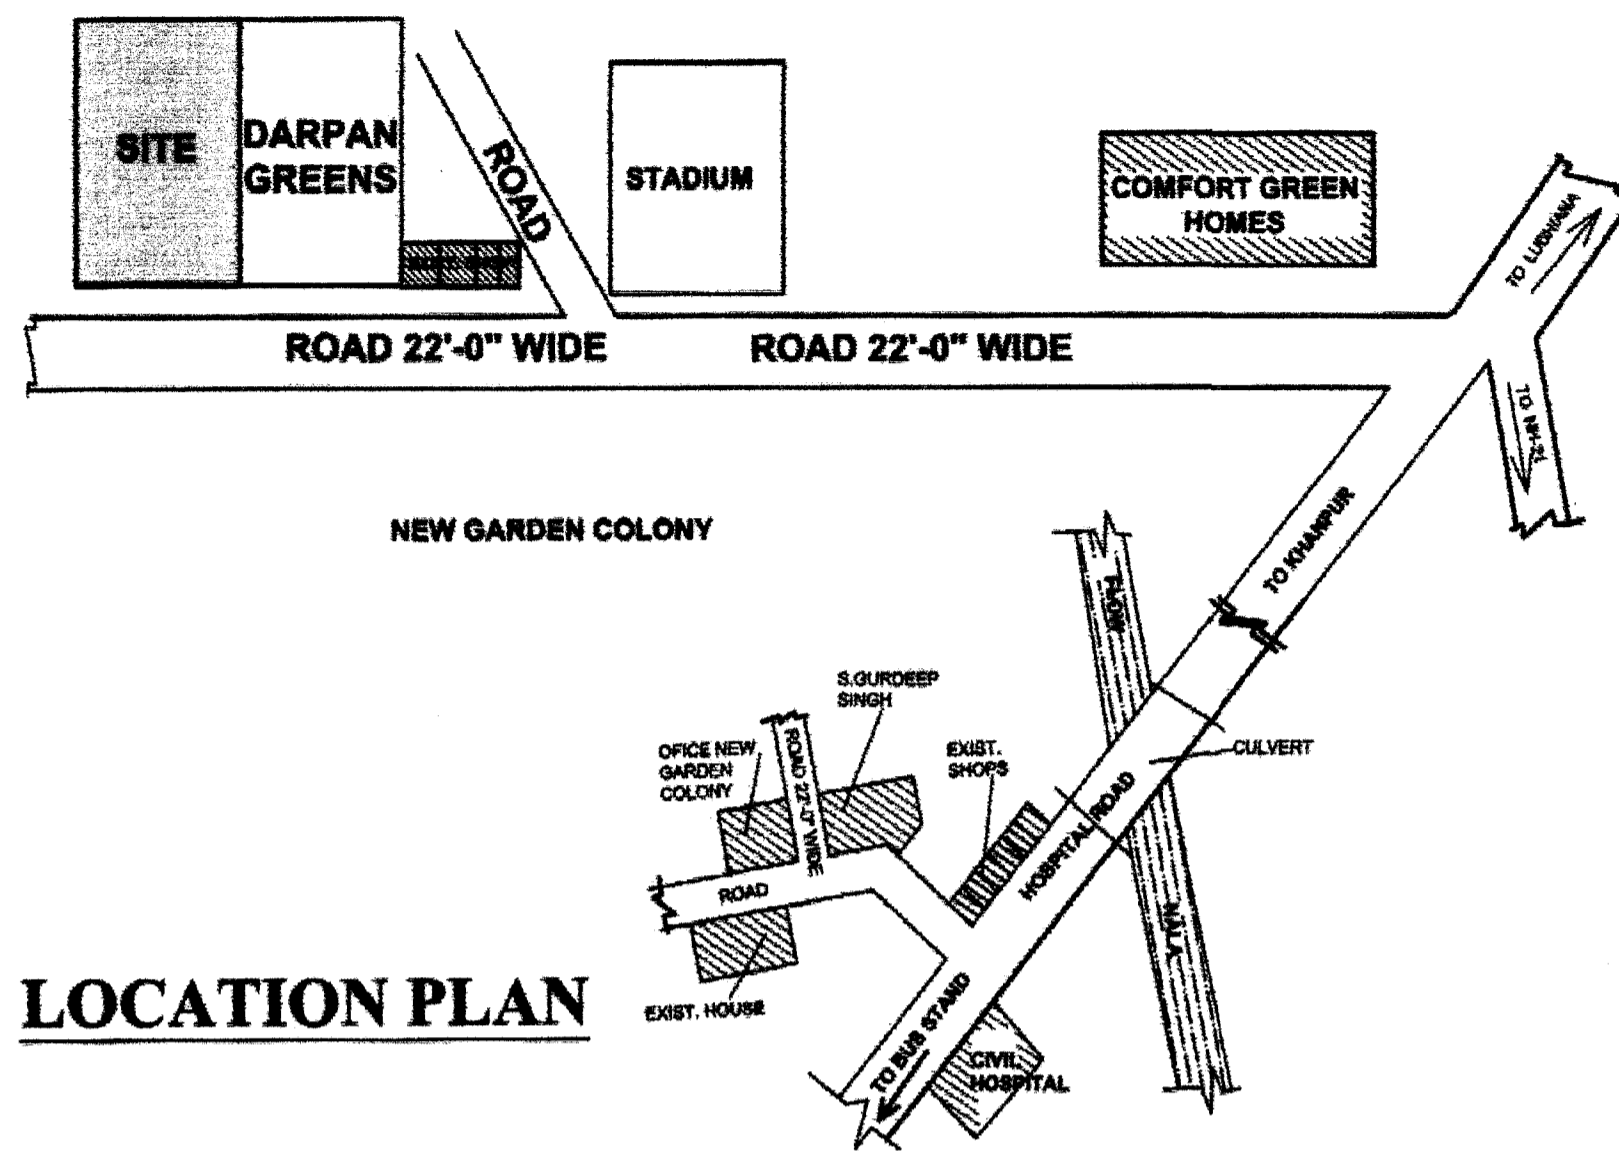 SITE
DARPAN
GREENS
ROAD
STADIUM
COMFORT GREEN
HOMES
TO LUDHIANA
ROAD 22'-0" WIDE
ROAD 22'-0" WIDE
TO NH-21
NEW GARDEN COLONY
TO KHANPUR
FLOW
S.GURDEEP
SINGH
OFICE NEW
GARDEN
COLONY
ROAD 22'-0" WIDE
EXIST.
SHOPS
CULVERT
HOSPITAL ROAD
ROAD
NALA
LOCATION PLAN
EXIST. HOUSE
TO BUS STAND
CIVIL
HOSPITAL